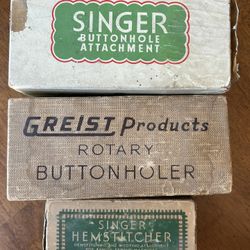 SINGER
BUTTONHOLE
ATTACHMENT
GREIST Products
ROTARY
BUTTONHOLER
SINGER
HEMSTITCHER